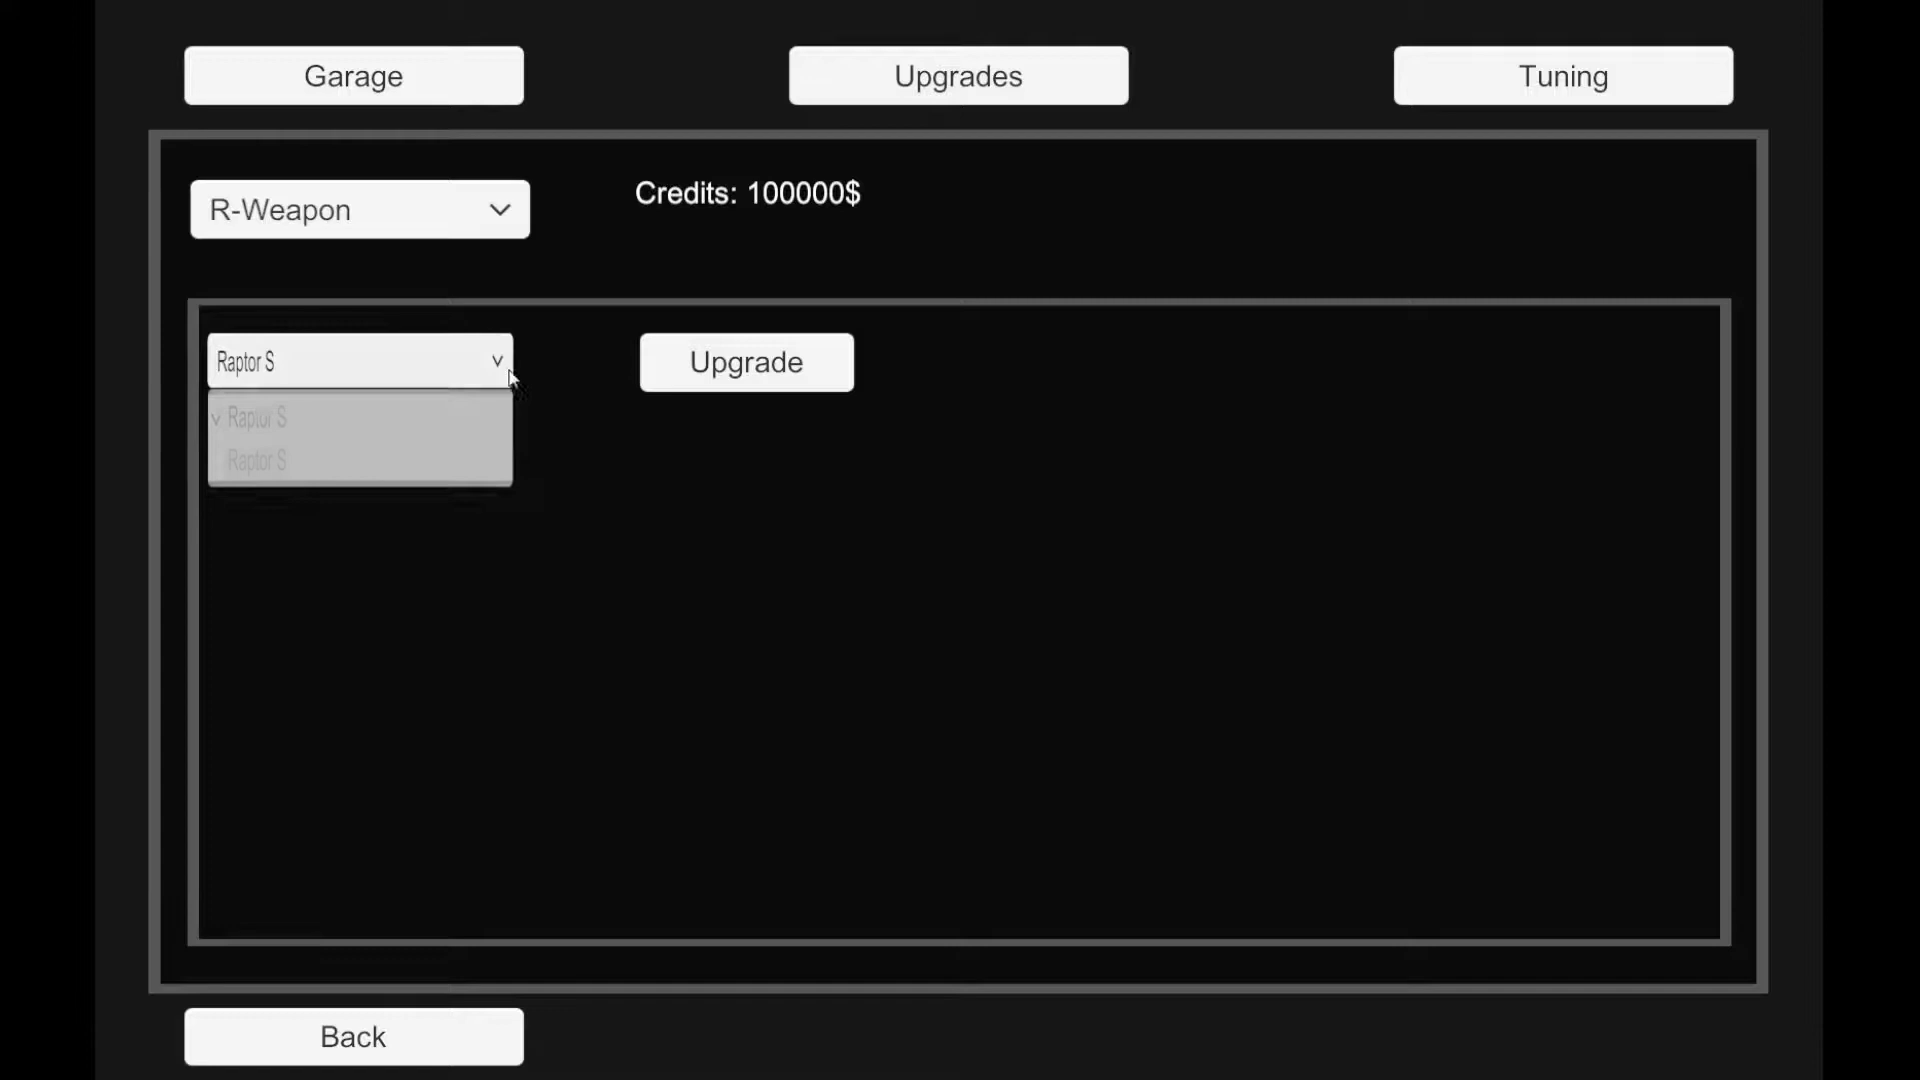 Garage
Upgrades
Tuning
R-Weapon
Credits: 100000$
Raptor S
Upgrade
Raptor S
Raptor S
Back